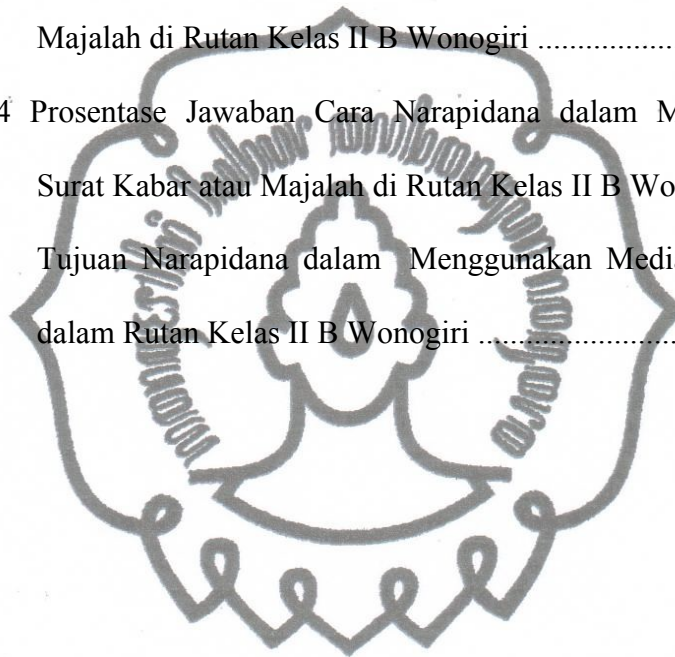 Majalah di Rutan Kelas II B Wonogiri ..................
4 Prosentase Jawaban Cara Narapidana dalam M
Surat Kabar atau Majalah di Rutan Kelas II B Wo
Tujuan Narapidana dalam Menggunakan Media
dalam Rutan Kelas II B Wonogiri ..........................